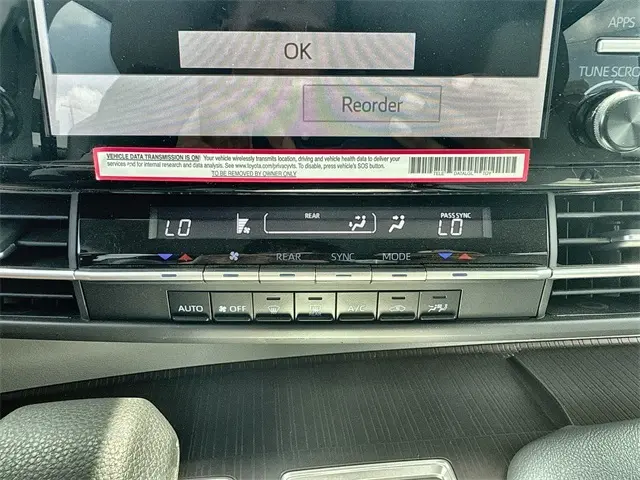 APPS
OK
TUNE SCRO
Reorder
VEHICLE DATA TRANSMISSION IS ON! Your vehicle wirelessly transmits location, driving and vehicle health data to deliver your
services and for internal research and data analysis. See www.toyota.com/privacyvts. To disable, press vehicle's SOS button.
TO BE REMOVED BY OWNER ONLY
LO REAR PASS SYNC LO
REAR SYNC MODE
AUTO OFF A/C